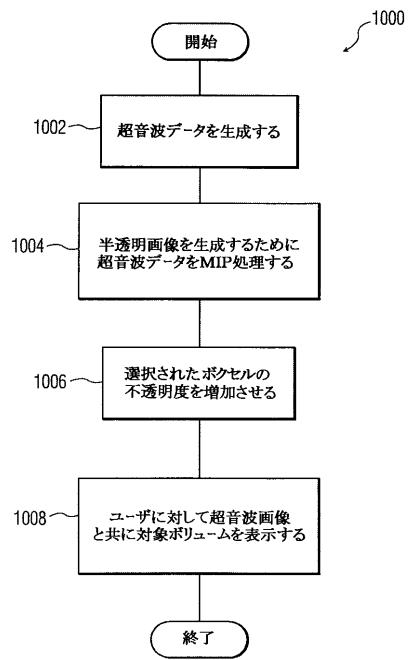 開始
1000
1002
超音波データを生成する
1004
半透明画像を生成するために
超音波データをMIP処理する
1006
選択されたボクセルの
不透明度を増加させる
1008
ユーザに対して超音波画像
と共に対象ボリュームを表示する
終了